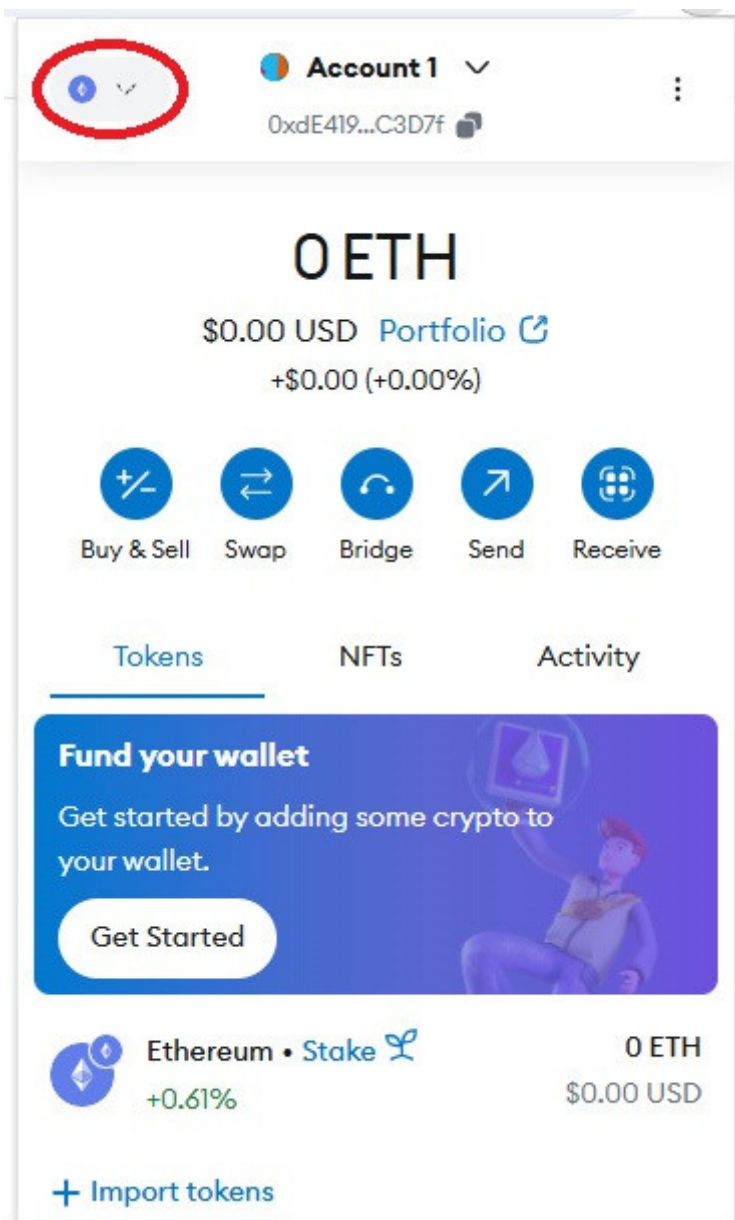 Account 1
0xdE419...C3D7f
0 ETH
$0.00 USD Portfolio
+$0.00 (+0.00%)
Buy & Sell Swap Bridge Send Receive
Tokens NFTs Activity
Fund your wallet
Get started by adding some crypto to
your wallet.
Get Started
Ethereum • Stake 0 ETH
+0.61% $0.00 USD
+ Import tokens